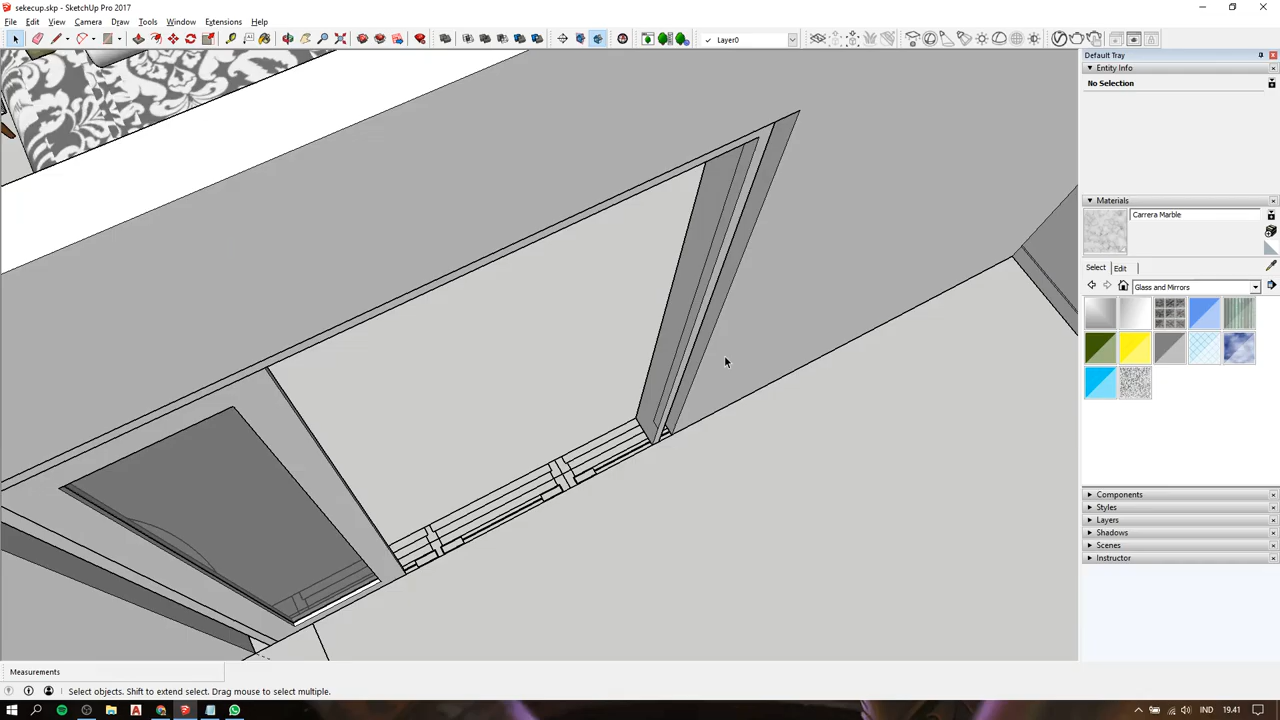 sekecup.skp - SketchUp Pro 2017
File Edit View Camera Draw Tools Window Extensions Help
Layer0
Default Tray
Entity Info
No Selection
Materials
Carrera Marble
Select Edit
Glass and Mirrors
Components
Styles
Layers
Shadows
Scenes
Instructor
Measurements
Select objects. Shift to extend select. Drag mouse to select multiple.
IND 19.41